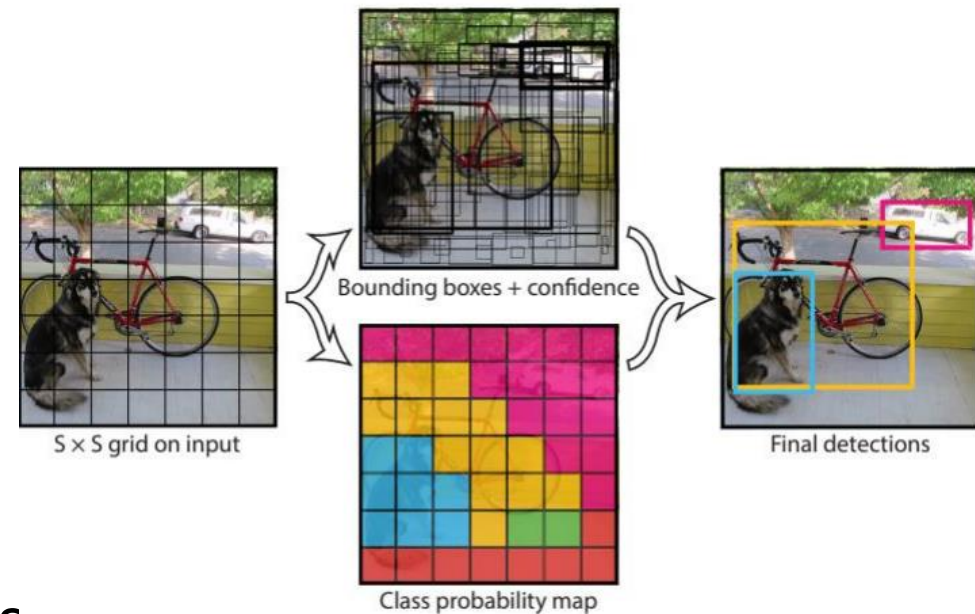 Bounding boxes + confidence
S × S grid on input
Final detections
Class probability map